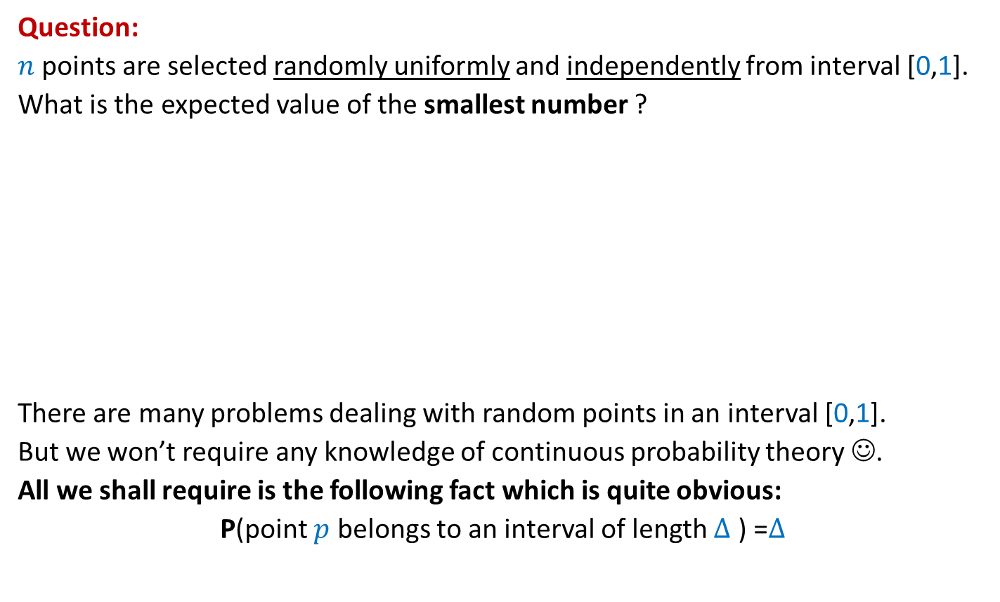 Question:
n points are selected randomly uniformly and independently from interval [0,1].
What is the expected value of the smallest number ?
There are many problems dealing with random points in an interval [0,1].
But we won’t require any knowledge of continuous probability theory ☺.
All we shall require is the following fact which is quite obvious:
P(point p belongs to an interval of length Δ ) =Δ